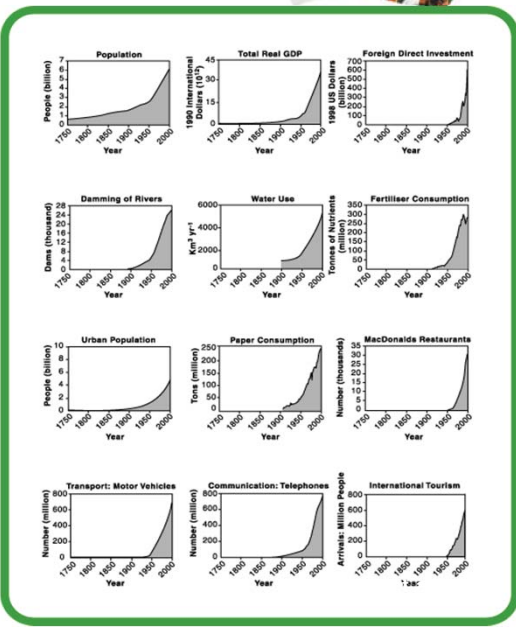 Population
People (billion)
7
6
5
4
3
2
1
0
1750 1800 1850 1900 1950 2000
Year
Total Real GDP
1990 International
Dollars (10¹²)
45
30
15
0
1750 1800 1850 1900 1950 2000
Year
Foreign Direct Investment
1998 US Dollars
(billion)
700
600
500
400
300
200
100
0
1750 1800 1850 1900 1950 2000
Year
Damming of Rivers
Dams (thousand)
28
24
20
16
12
8
4
0
1750 1800 1850 1900 1950 2000
Year
Water Use
Km³ yr⁻¹
6000
4000
2000
0
1750 1800 1850 1900 1950 2000
Year
Fertiliser Consumption
Tonnes of Nutrients
(million)
350
300
250
200
150
100
50
0
1750 1800 1850 1900 1950 2000
Year
Urban Population
People (billion)
10
8
6
4
2
0
1750 1800 1850 1900 1950 2000
Year
Paper Consumption
Tons (million)
250
200
150
100
50
0
1750 1800 1850 1900 1950 2000
Year
MacDonalds Restaurants
Number (thousands)
35
30
25
20
15
10
5
0
1750 1800 1850 1900 1950 2000
Year
Transport: Motor Vehicles
Number (million)
800
600
400
200
0
1750 1800 1850 1900 1950 2000
Year
Communication: Telephones
Number (million)
800
600
400
200
0
1750 1800 1850 1900 1950 2000
Year
International Tourism
Arrivals: Million People
800
600
400
200
0
1750 1800 1850 1900 1950 2000